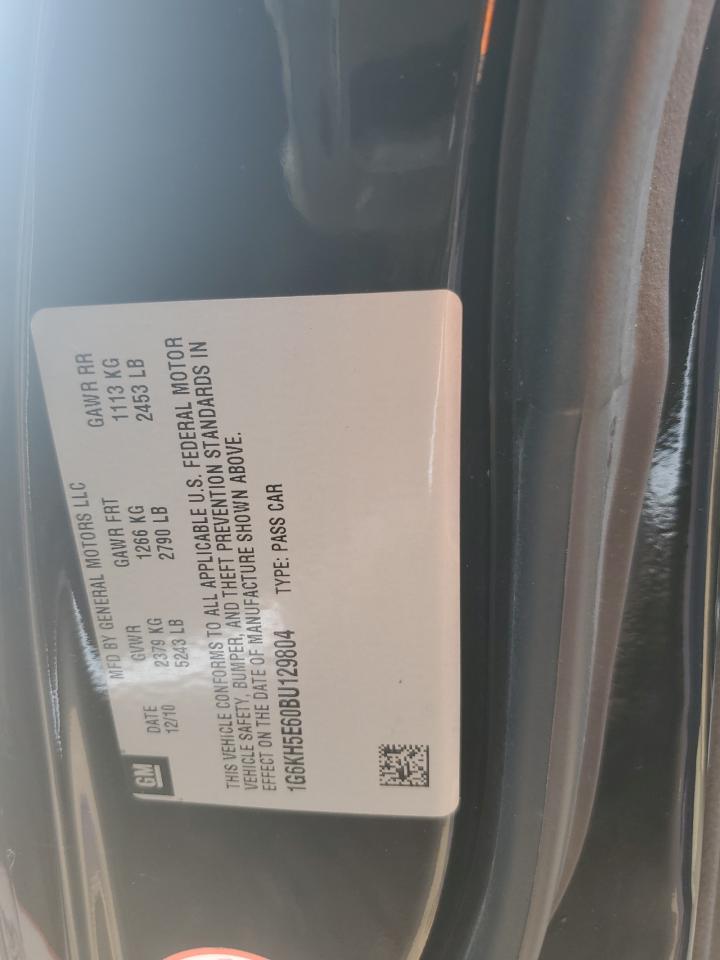 GM
MFD BY GENERAL MOTORS LLC
DATE GVWR GAWR FRT GAWR RR
12/10 2379 KG 1266 KG 1113 KG
5243 LB 2790 LB 2453 LB
THIS VEHICLE CONFORMS TO ALL APPLICABLE U.S. FEDERAL MOTOR
VEHICLE SAFETY, BUMPER, AND THEFT PREVENTION STANDARDS IN
EFFECT ON THE DATE OF MANUFACTURE SHOWN ABOVE.
1G6KH5E60BU129804 TYPE: PASS CAR